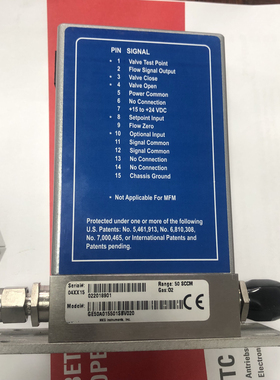 PIN SIGNAL
* 1 Valve Test Point
2 Flow Signal Output
* 3 Valve Close
* 4 Valve Open
5 Power Common
6 No Connection
7 +15 to +24 VDC
* 8 Setpoint Input
9 Flow Zero
* 10 Optional Input
11 Signal Common
12 Signal Common
13 No Connection
14 No Connection
15 Chassis Ground
* Not Applicable For MFM
Protected under one or more of the following
U.S. Patents: No. 5,461,913, No. 6,810,308,
No. 7,000,465, or International Patents and
Patents pending.
Serial#
04XX15
022018901
Range: 50 SCCM
Gas: O2
Model#
GE50A015501SBV020
MKS Instruments, Inc.
TC